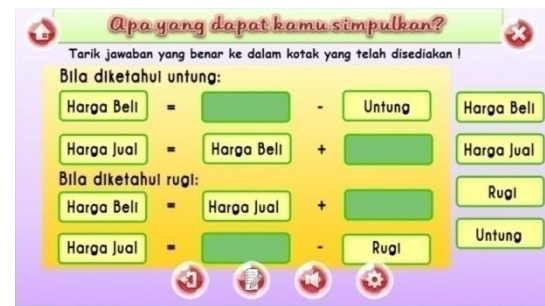 Apa yang dapat kamu simpulkan?
Tarik jawaban yang benar ke dalam kotak yang telah disediakan !
Bila diketahui untung:
Harga Beli = - Untung
Harga Jual = Harga Beli +
Bila diketahui rugi:
Harga Beli = Harga Jual +
Harga Jual = - Rugi
Harga Beli
Harga Jual
Rugi
Untung